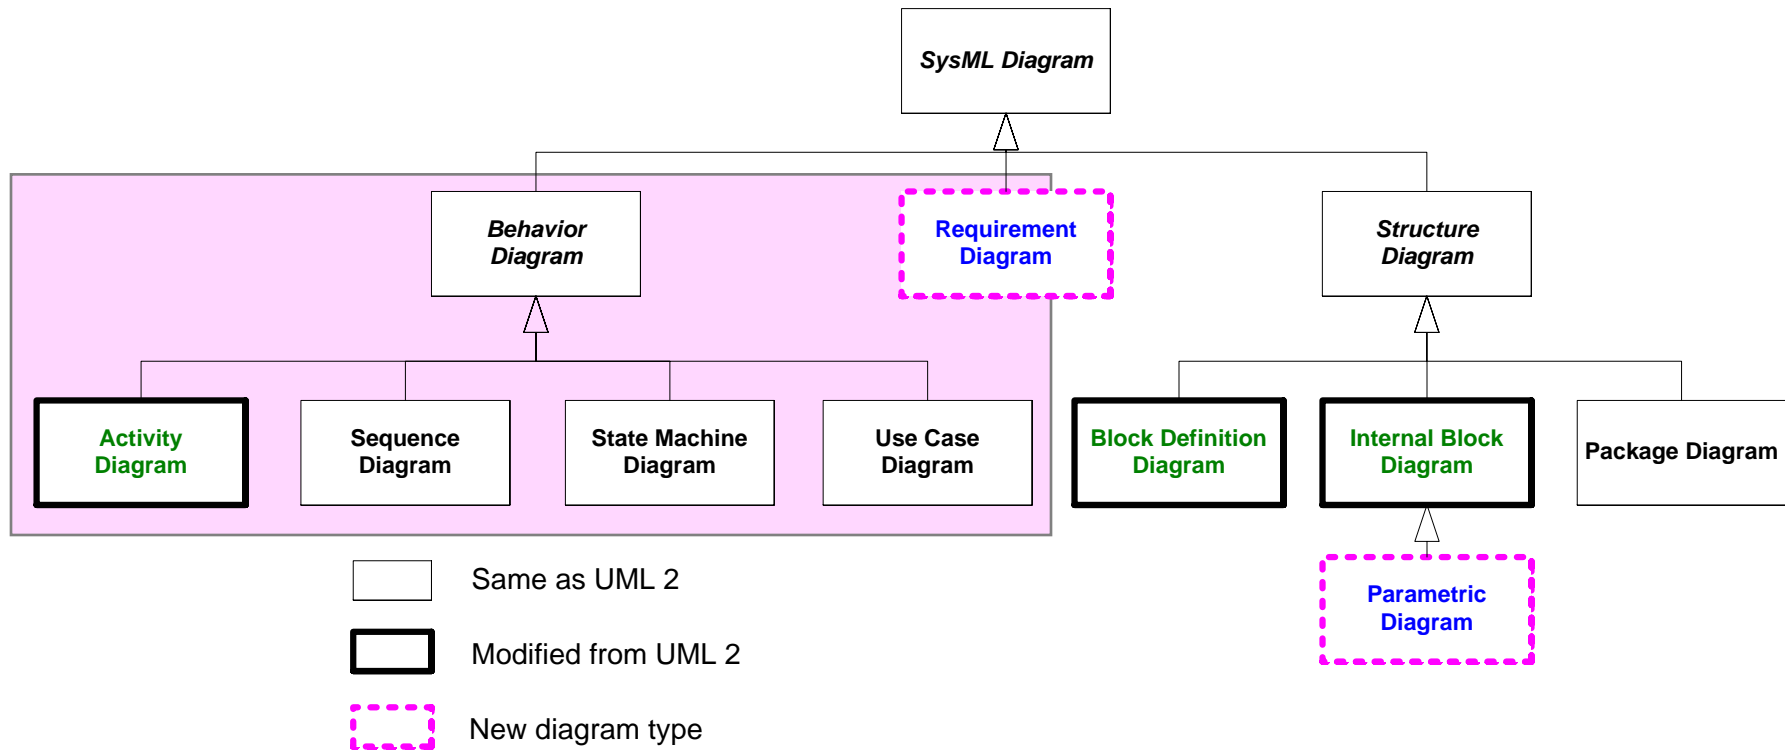 SysML Diagram
Behavior
Diagram
Requirement
Diagram
Structure
Diagram
Activity
Diagram
Sequence
Diagram
State Machine
Diagram
Use Case
Diagram
Block Definition
Diagram
Internal Block
Diagram
Package Diagram
Same as UML 2
Parametric
Diagram
Modified from UML 2
New diagram type